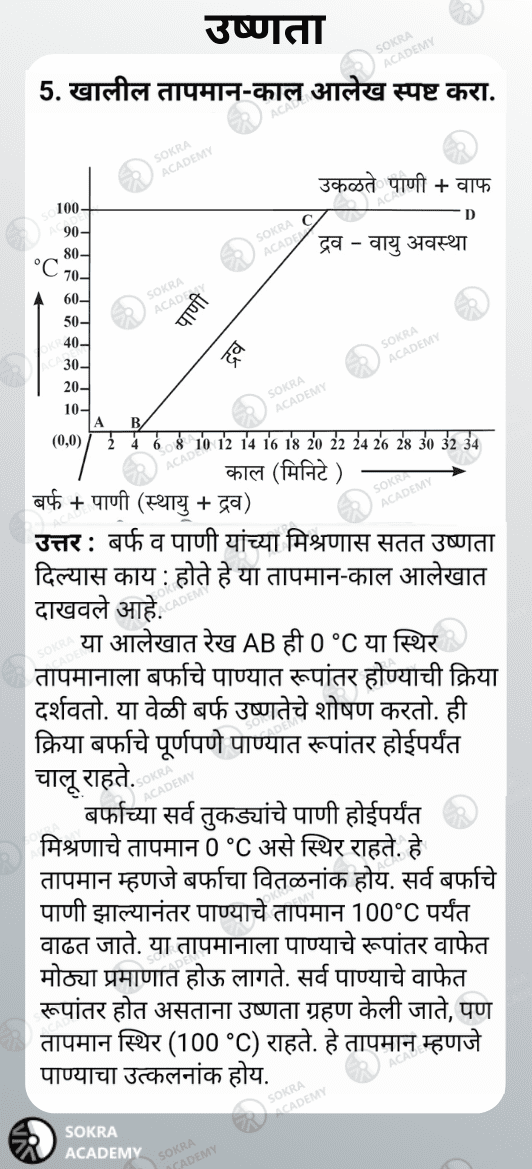 उष्णता
5. खालील तापमान-काल आलेख स्पष्ट करा.
उकळते पाणी + वाफ
100
C
D
90
द्रव – वायु अवस्था
°C
80
70
60
पाणी
50
40
द्रव
30
20
10
A
B
(0,0)
2 4 6 8 10 12 14 16 18 20 22 24 26 28 30 32 34
काल (मिनिटे )
बर्फ + पाणी (स्थायु + द्रव)
उत्तर : बर्फ व पाणी यांच्या मिश्रणास सतत उष्णता
दिल्यास काय : होते हे या तापमान-काल आलेखात
दाखवले आहे.
या आलेखात रेख AB ही 0 °C या स्थिर
तापमानाला बर्फाचे पाण्यात रूपांतर होण्याची क्रिया
दर्शवतो. या वेळी बर्फ उष्णतेचे शोषण करतो. ही
क्रिया बर्फाचे पूर्णपणे पाण्यात रूपांतर होईपर्यंत
चालू राहते.
बर्फाच्या सर्व तुकड्यांचे पाणी होईपर्यंत
मिश्रणाचे तापमान 0 °C असे स्थिर राहते. हे
तापमान म्हणजे बर्फाचा वितळनांक होय. सर्व बर्फाचे
पाणी झाल्यानंतर पाण्याचे तापमान 100°C पर्यंत
वाढत जाते. या तापमानाला पाण्याचे रूपांतर वाफेत
मोठ्या प्रमाणात होऊ लागते. सर्व पाण्याचे वाफेत
रूपांतर होत असताना उष्णता ग्रहण केली जाते, पण
तापमान स्थिर (100 °C) राहते. हे तापमान म्हणजे
पाण्याचा उत्कलनांक होय.
SOKRA
ACADEMY